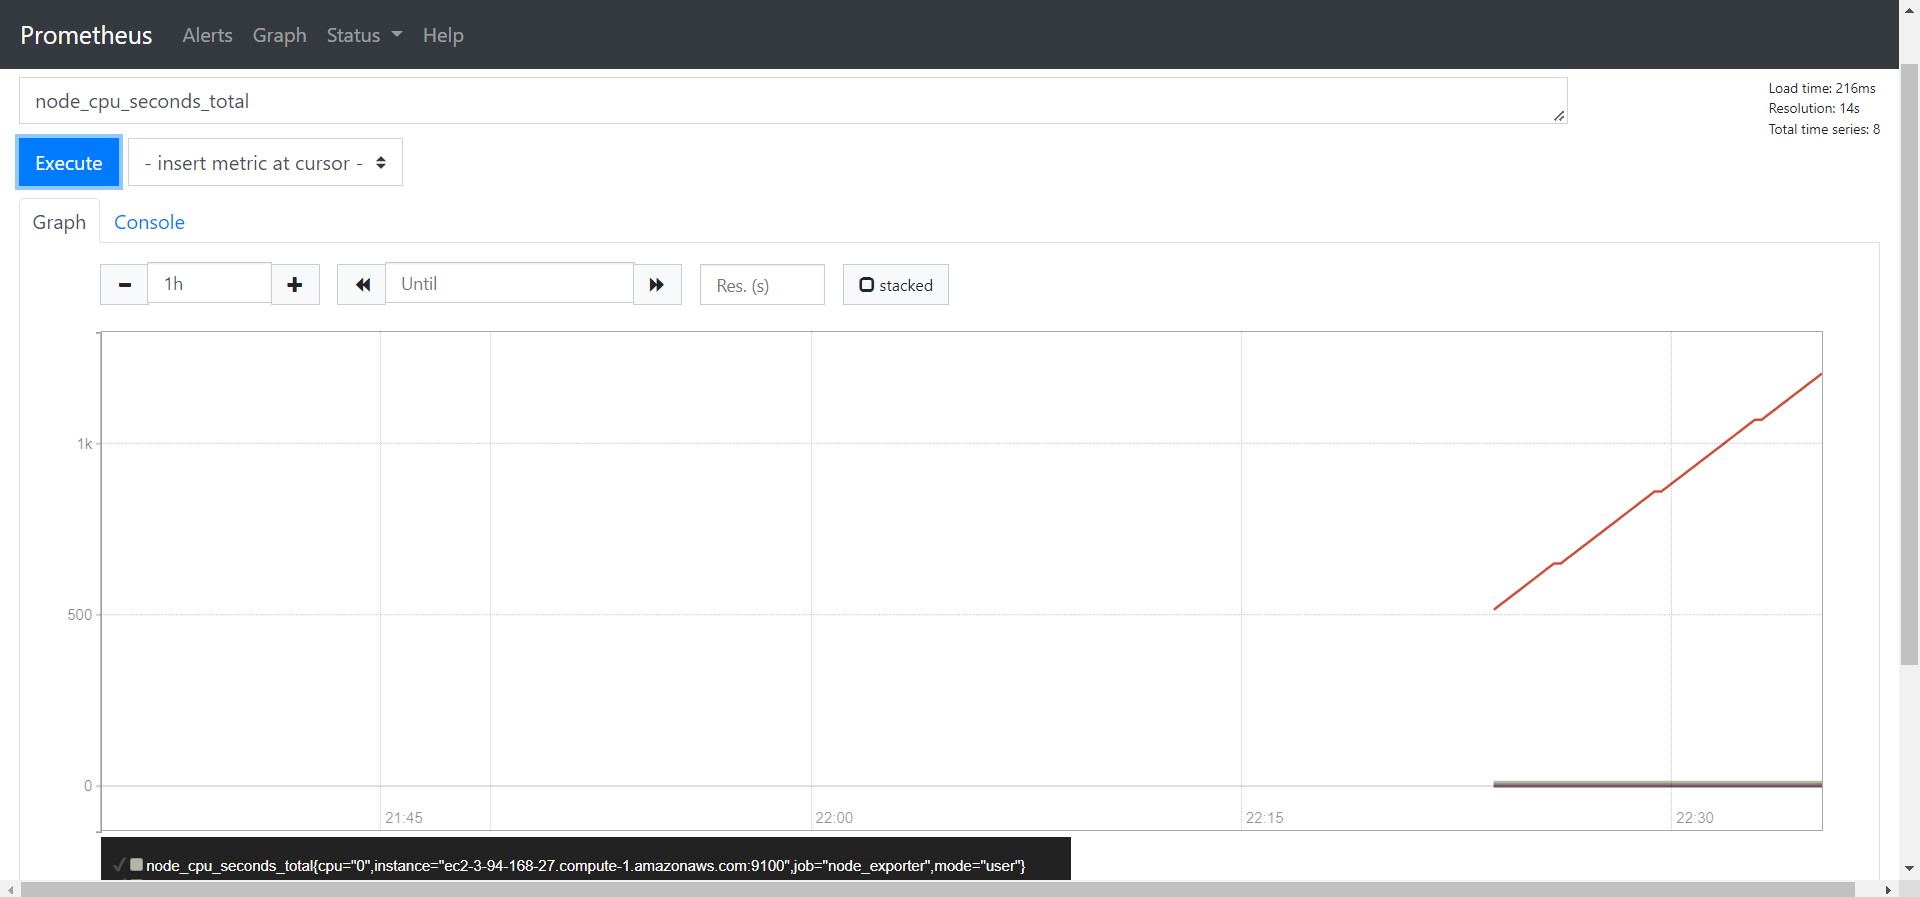 Prometheus Alerts Graph Status Help
node_cpu_seconds_total
Load time: 216ms
Resolution: 14s
Total time series: 8
Execute - insert metric at cursor -
Graph Console
1h Until Res. (s) stacked
1k
500
0
21:45 22:00 22:15 22:30
node_cpu_seconds_total{cpu="0",instance="ec2-3-94-168-27.compute-1.amazonaws.com:9100",job="node_exporter",mode="user"}